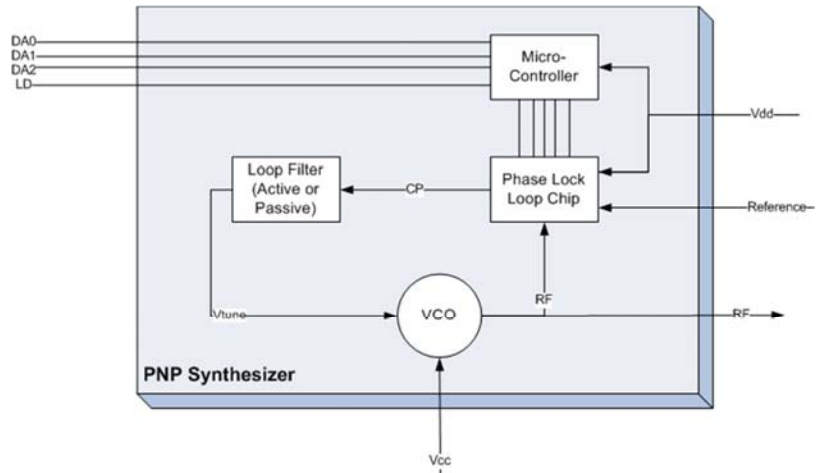 DA0
DA1
DA2
LD
Micro-
Controller
Vdd
Loop Filter
(Active or
Passive)
CP
Phase Lock
Loop Chip
Reference
RF
Vtune
VCO
RF
PNP Synthesizer
Vcc